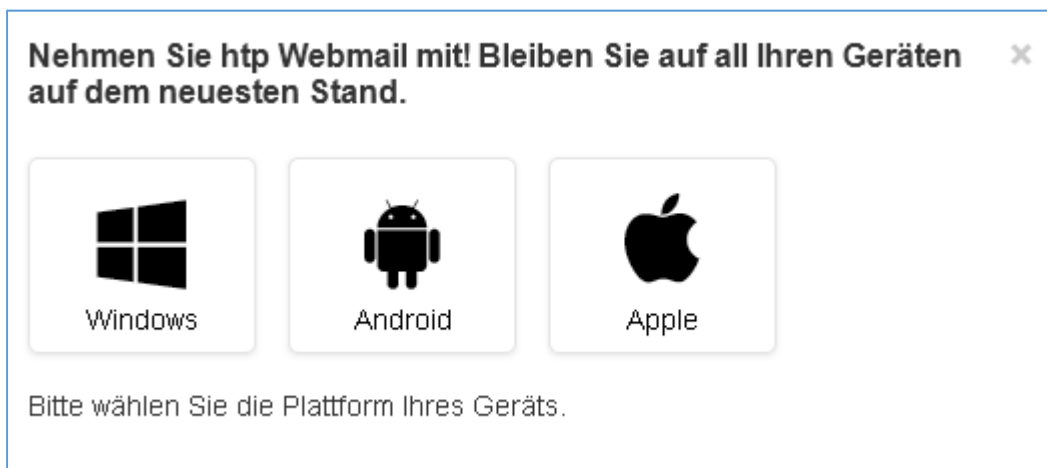 Nehmen Sie htp Webmail mit! Bleiben Sie auf all Ihren Geräten
auf dem neuesten Stand.
Windows
Android
Apple
Bitte wählen Sie die Plattform Ihres Geräts.